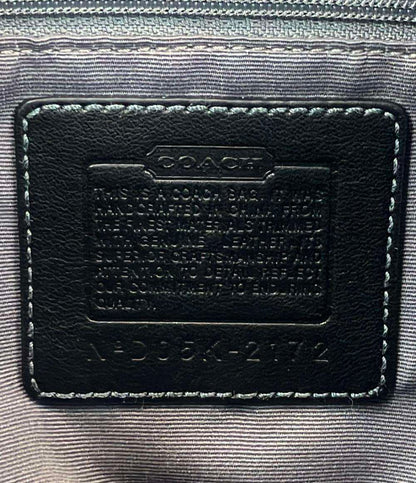 COACH
THIS IS A COACH BAG. IT WAS
HANDCRAFTED IN CHINA FROM
THE FINEST MATERIALS TRIMMED
WITH GENUINE LEATHER. ITS
SUPERIOR CRAFTSMANSHIP AND
ATTENTION TO DETAIL REFLECT
OUR COMMITMENT TO ENDURING
QUALITY.
Nº D05K-2172